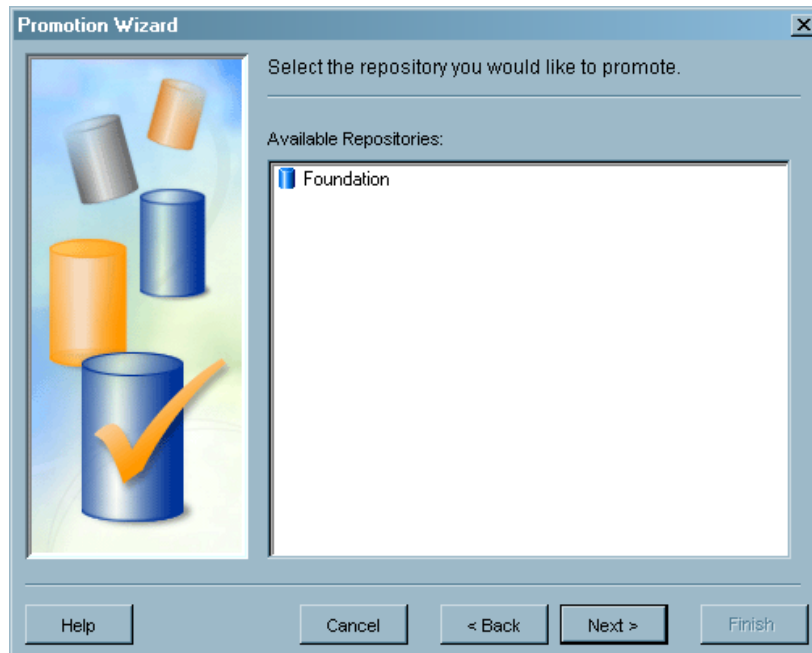 Promotion Wizard
Select the repository you would like to promote.
Available Repositories:
Foundation
Help
Cancel
< Back
Next >
Finish